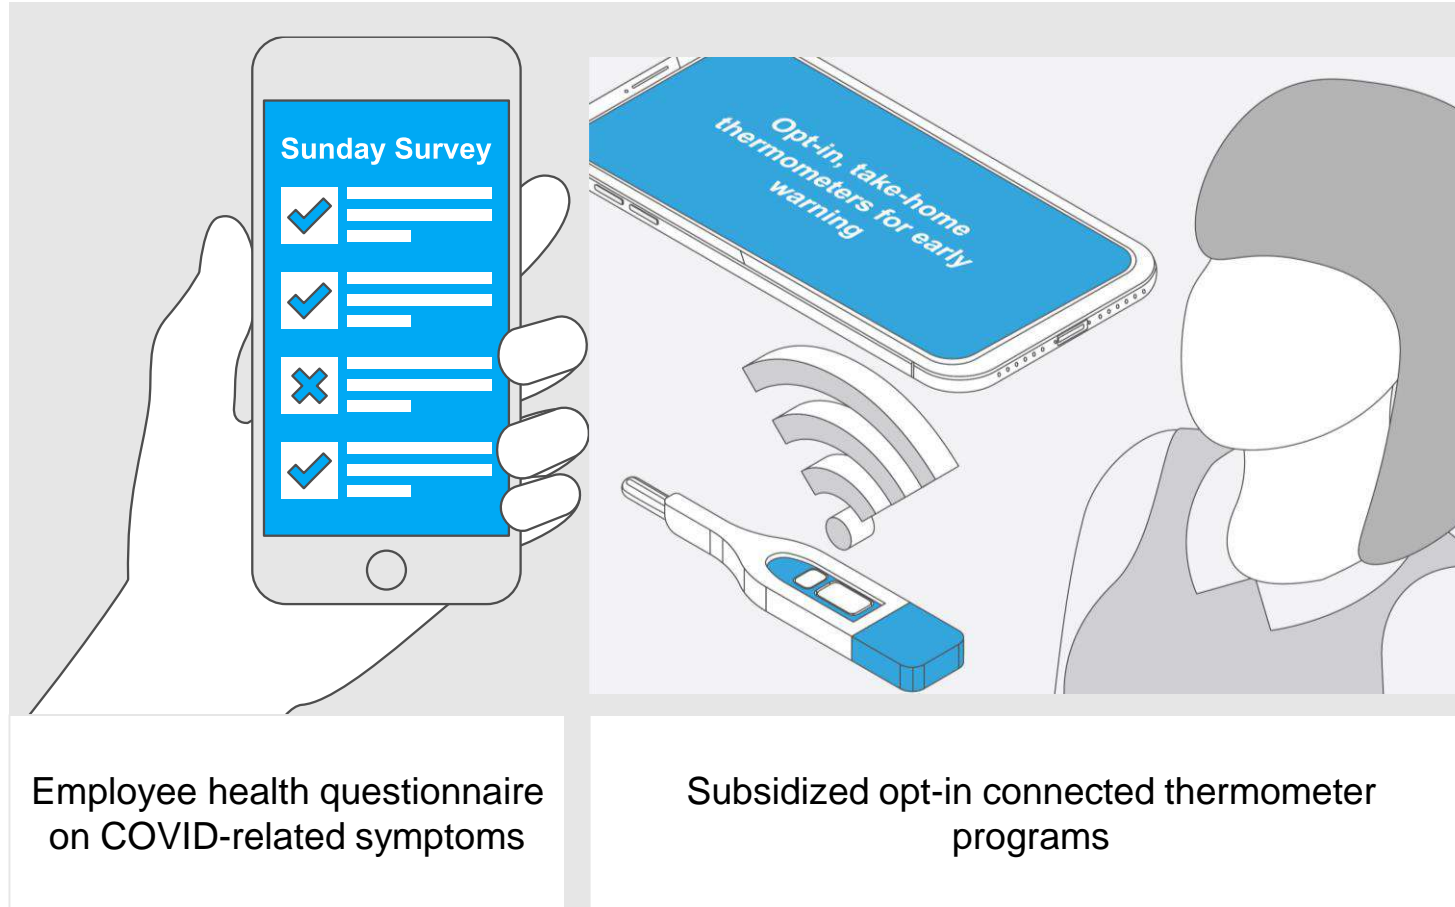 Sunday Survey
Opt-in, take-home
thermometers for early
warning
Employee health questionnaire
on COVID-related symptoms
Subsidized opt-in connected thermometer
programs